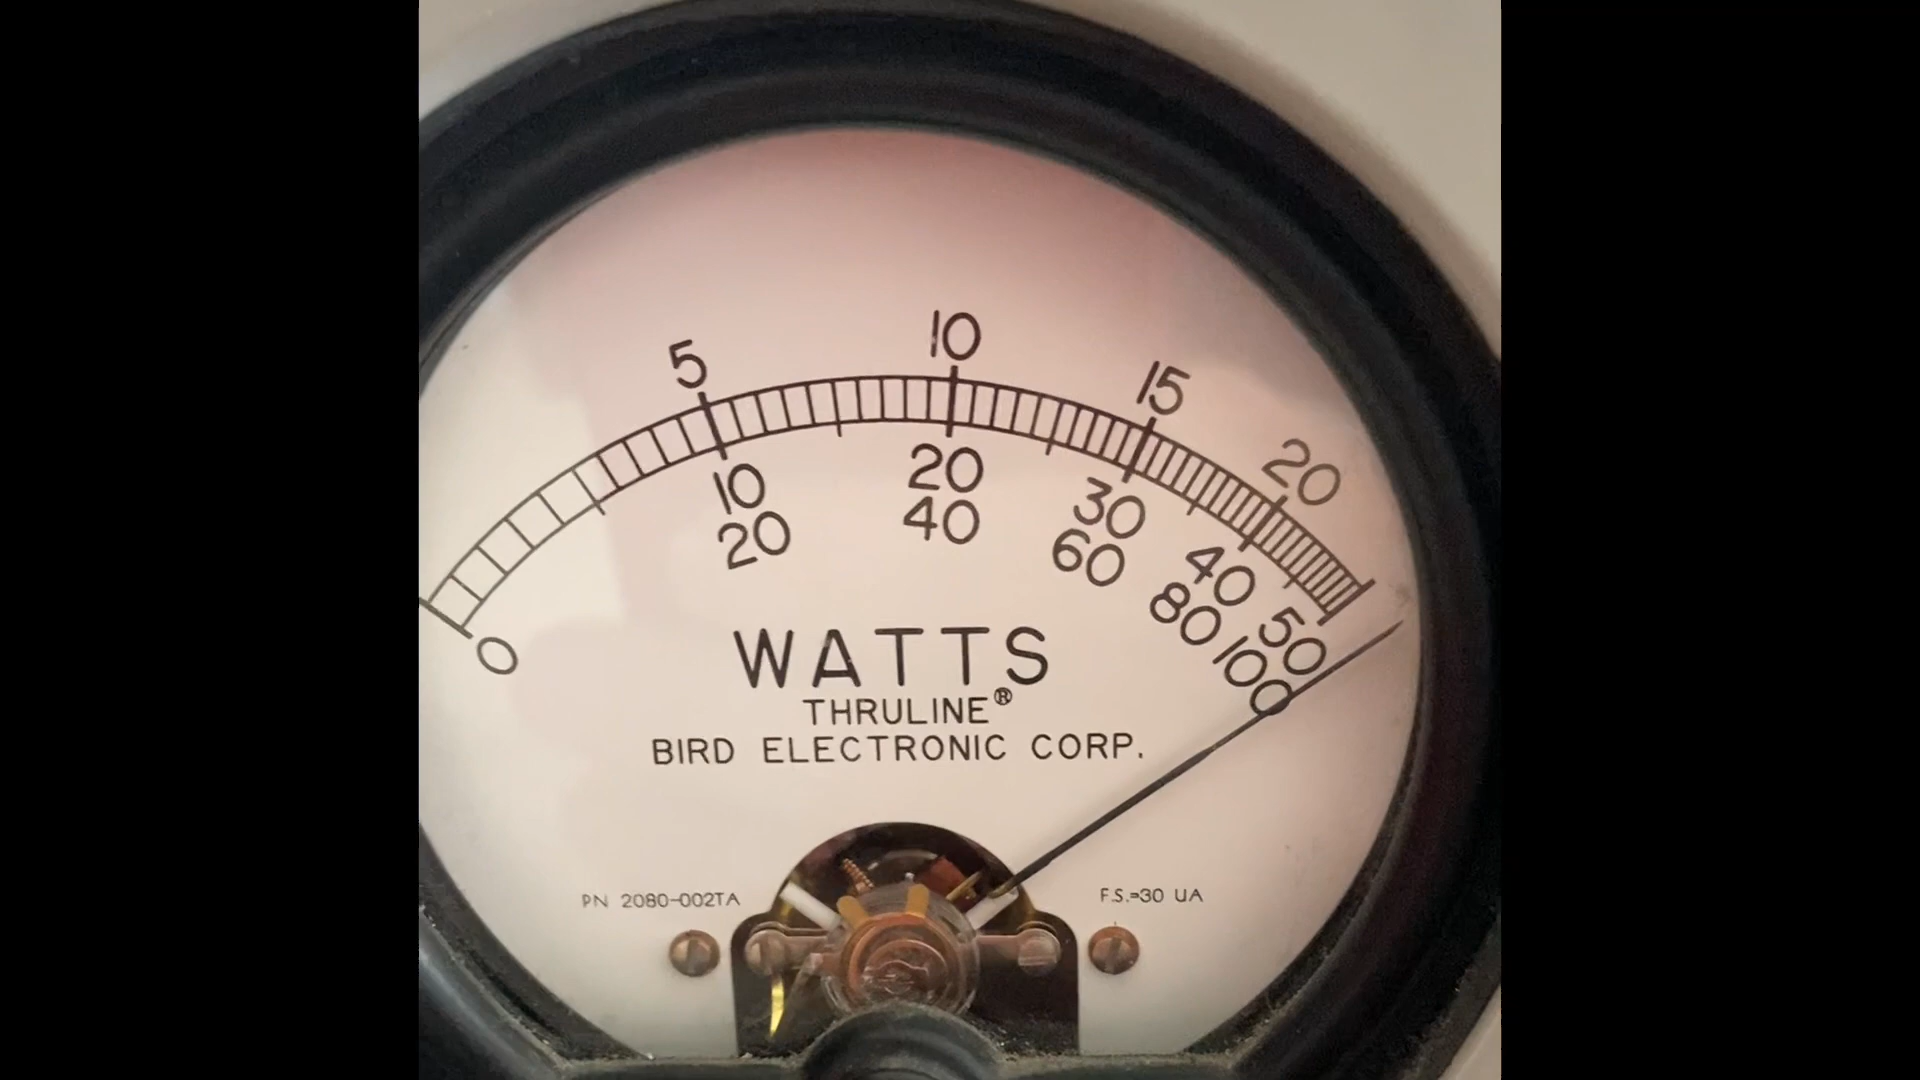 5 10 15 20
10 20 30 40 50
0 20 40 60 80 100
WATTS
THRULINE®
BIRD ELECTRONIC CORP.
PN 2080-002TA F.S.=30 UA